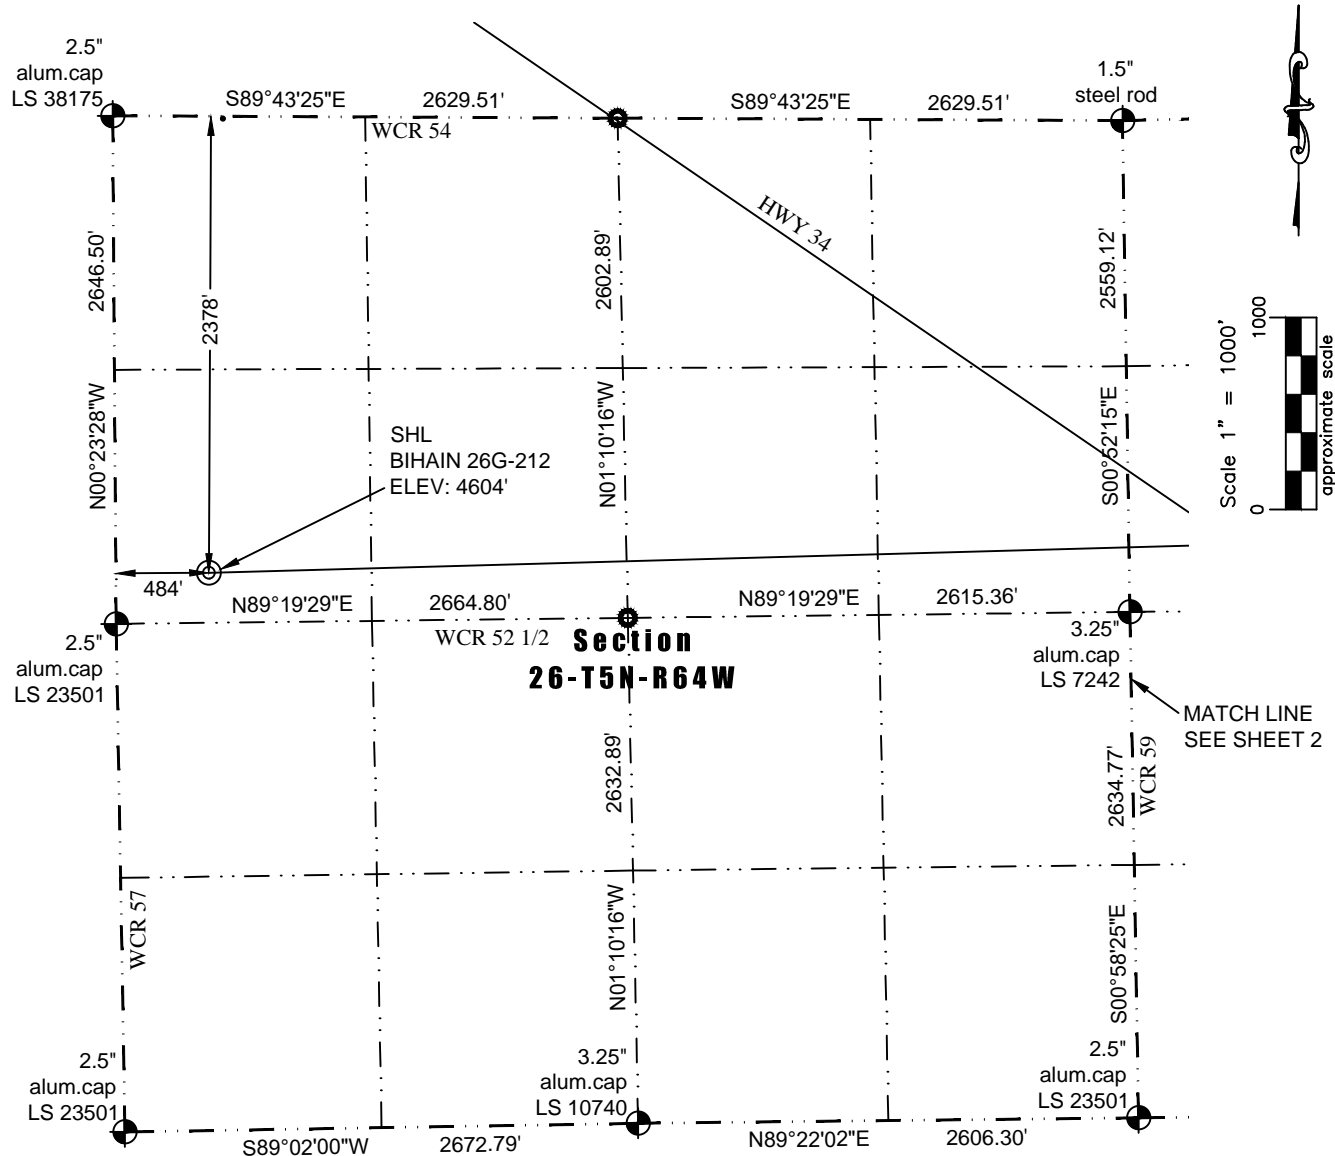 2.5"
alum.cap
LS 38175
S89°43'25"E
2629.51'
WCR 54
S89°43'25"E
2629.51'
1.5"
steel rod
HWY 34
2646.50'
2378'
2602.89'
2559.12'
N00°23'28"W
N01°10'16"W
S00°52'15"E
Scale 1" = 1000'
0
1000
approximate scale
SHL
BIHAIN 26G-212
ELEV: 4604'
484'
N89°19'29"E
2664.80'
N89°19'29"E
2615.36'
WCR 52 1/2
Section
26-T5N-R64W
2.5"
alum.cap
LS 23501
3.25"
alum.cap
LS 7242
MATCH LINE
SEE SHEET 2
2632.89'
2634.77'
WCR 59
WCR 57
N01°10'16"W
S00°58'25"E
2.5"
alum.cap
LS 23501
3.25"
alum.cap
LS 10740
2.5"
alum.cap
LS 23501
S89°02'00"W
2672.79'
N89°22'02"E
2606.30'